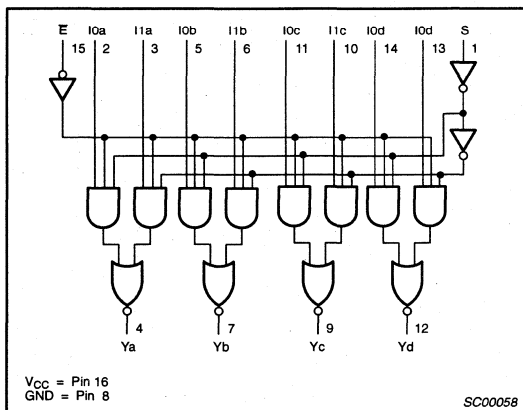 E̅ I0a I1a I0b I1b I0c I1c I0d I0d S
15 2 3 5 6 11 10 14 13 1
4 7 9 12
Ya Yb Yc Yd
VCC = Pin 16
GND = Pin 8
SC00058